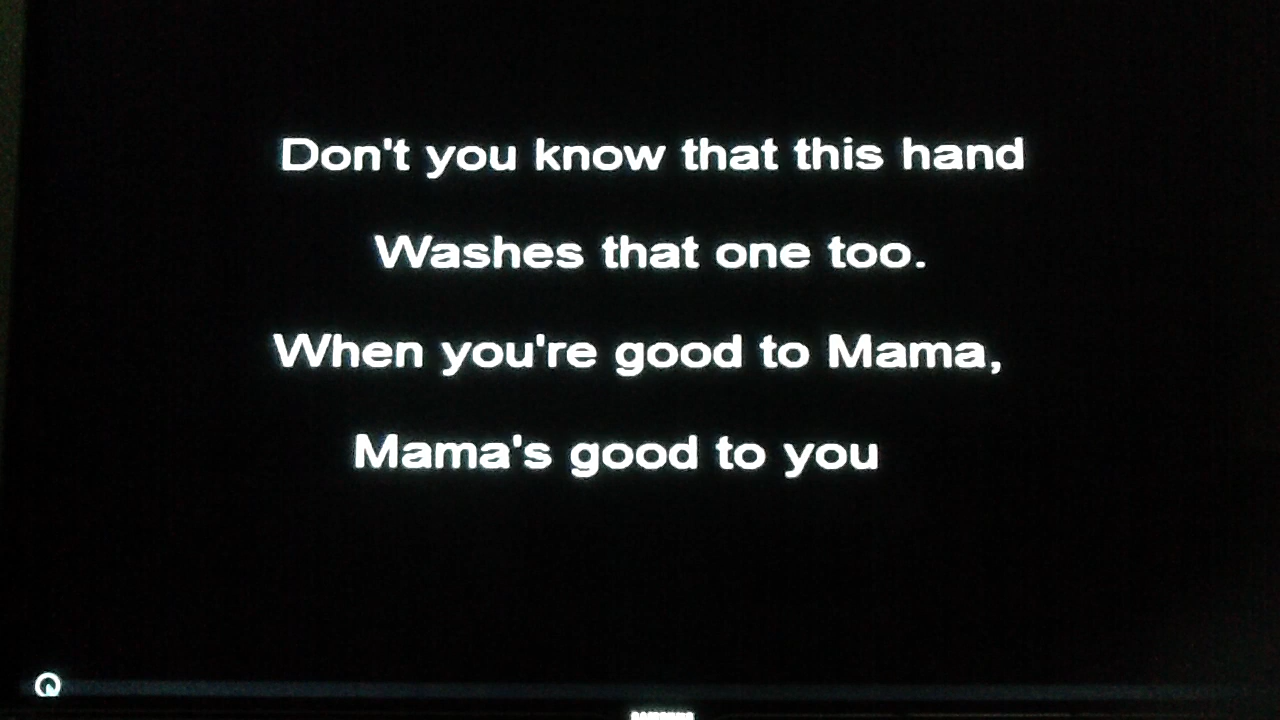 Don't you know that this hand
Washes that one too.
When you're good to Mama,
Mama's good to you